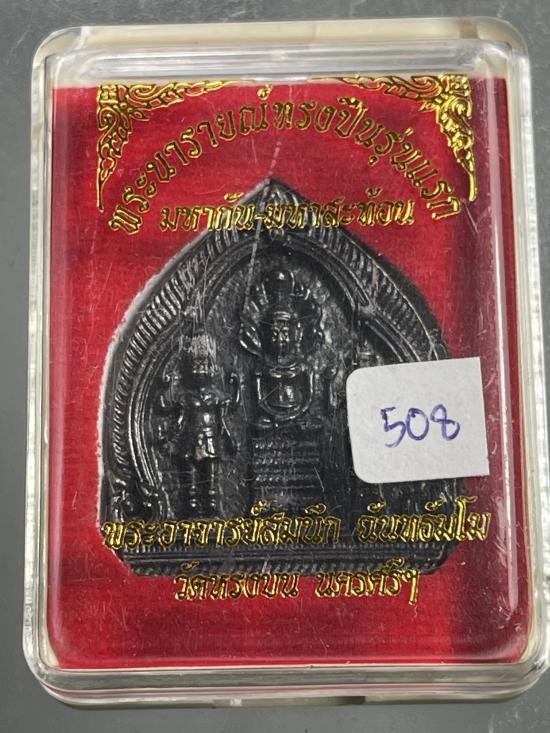 พระนารายณ์ทรงปืนรุ่นแรก
มหากัน-มหาสะท้อน
508
พระอาจารย์สมนึก ฉันทธัมโม
วัดหรงบน นครศรีฯ